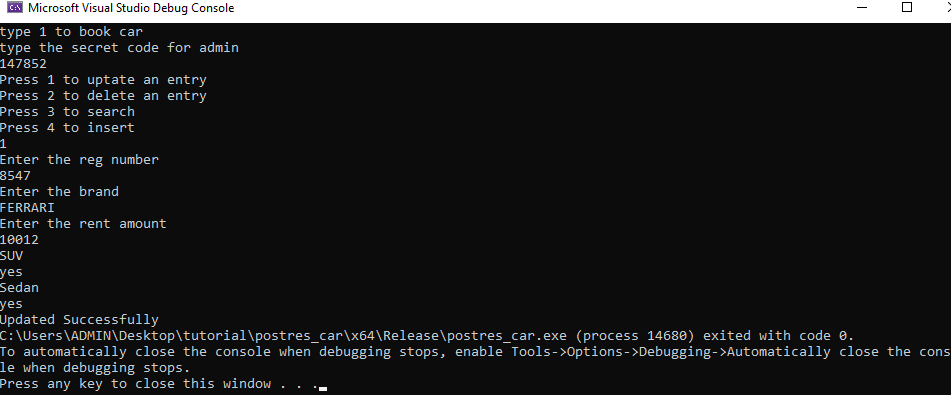 Microsoft Visual Studio Debug Console
type 1 to book car
type the secret code for admin
147852
Press 1 to uptate an entry
Press 2 to delete an entry
Press 3 to search
Press 4 to insert
1
Enter the reg number
8547
Enter the brand
FERRARI
Enter the rent amount
10012
SUV
yes
Sedan
yes
Updated Successfully
C:\Users\ADMIN\Desktop\tutorial\postres_car\x64\Release\postres_car.exe (process 14680) exited with code 0.
To automatically close the console when debugging stops, enable Tools->Options->Debugging->Automatically close the cons
le when debugging stops.
Press any key to close this window . . .